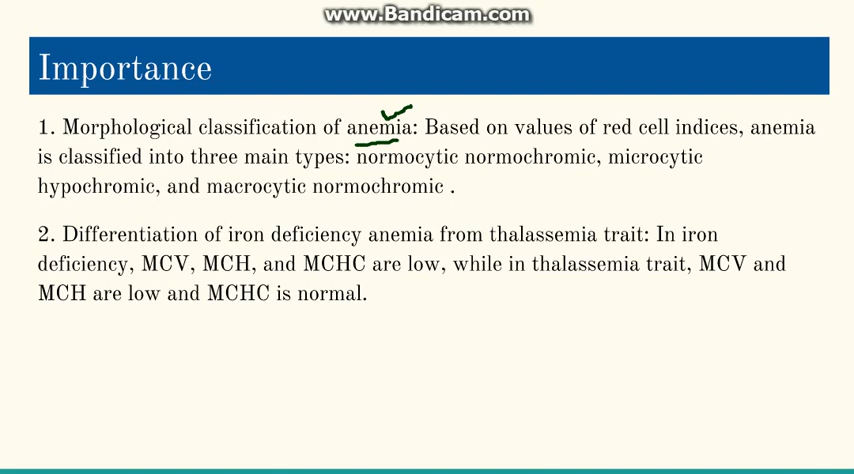 www.Bandicam.com
Importance
1. Morphological classification of anemia: Based on values of red cell indices, anemia
is classified into three main types: normocytic normochromic, microcytic
hypochromic, and macrocytic normochromic .
2. Differentiation of iron deficiency anemia from thalassemia trait: In iron
deficiency, MCV, MCH, and MCHC are low, while in thalassemia trait, MCV and
MCH are low and MCHC is normal.